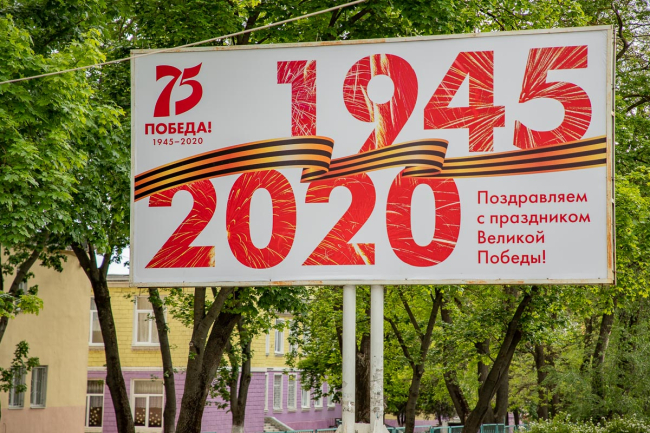 75
ПОБЕДА!
1945–2020
1945
2020
Поздравляем
с праздником
Великой
Победы!